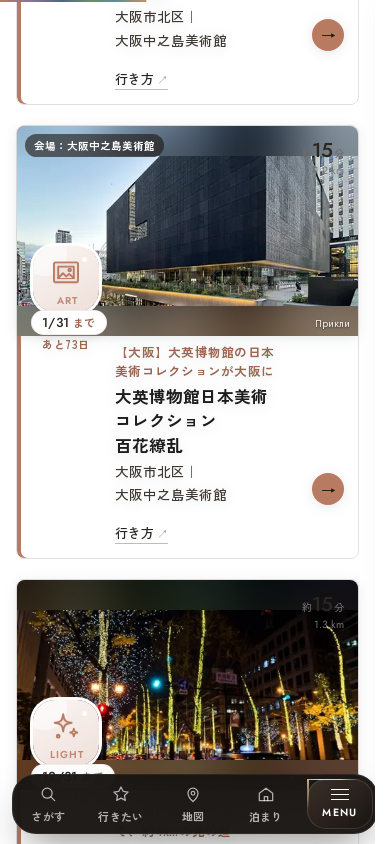 大阪市北区｜
大阪中之島美術館
→
行き方 ↗
会場：大阪中之島美術館
15分
ART
1/31 まで
あと73日
Прикли
【大阪】大英博物館の日本
美術コレクションが大阪に
大英博物館日本美術
コレクション
百花繚乱
大阪市北区｜
大阪中之島美術館
→
行き方 ↗
約15分
1.3 km
LIGHT
さがす
行きたい
地図
泊まり
MENU